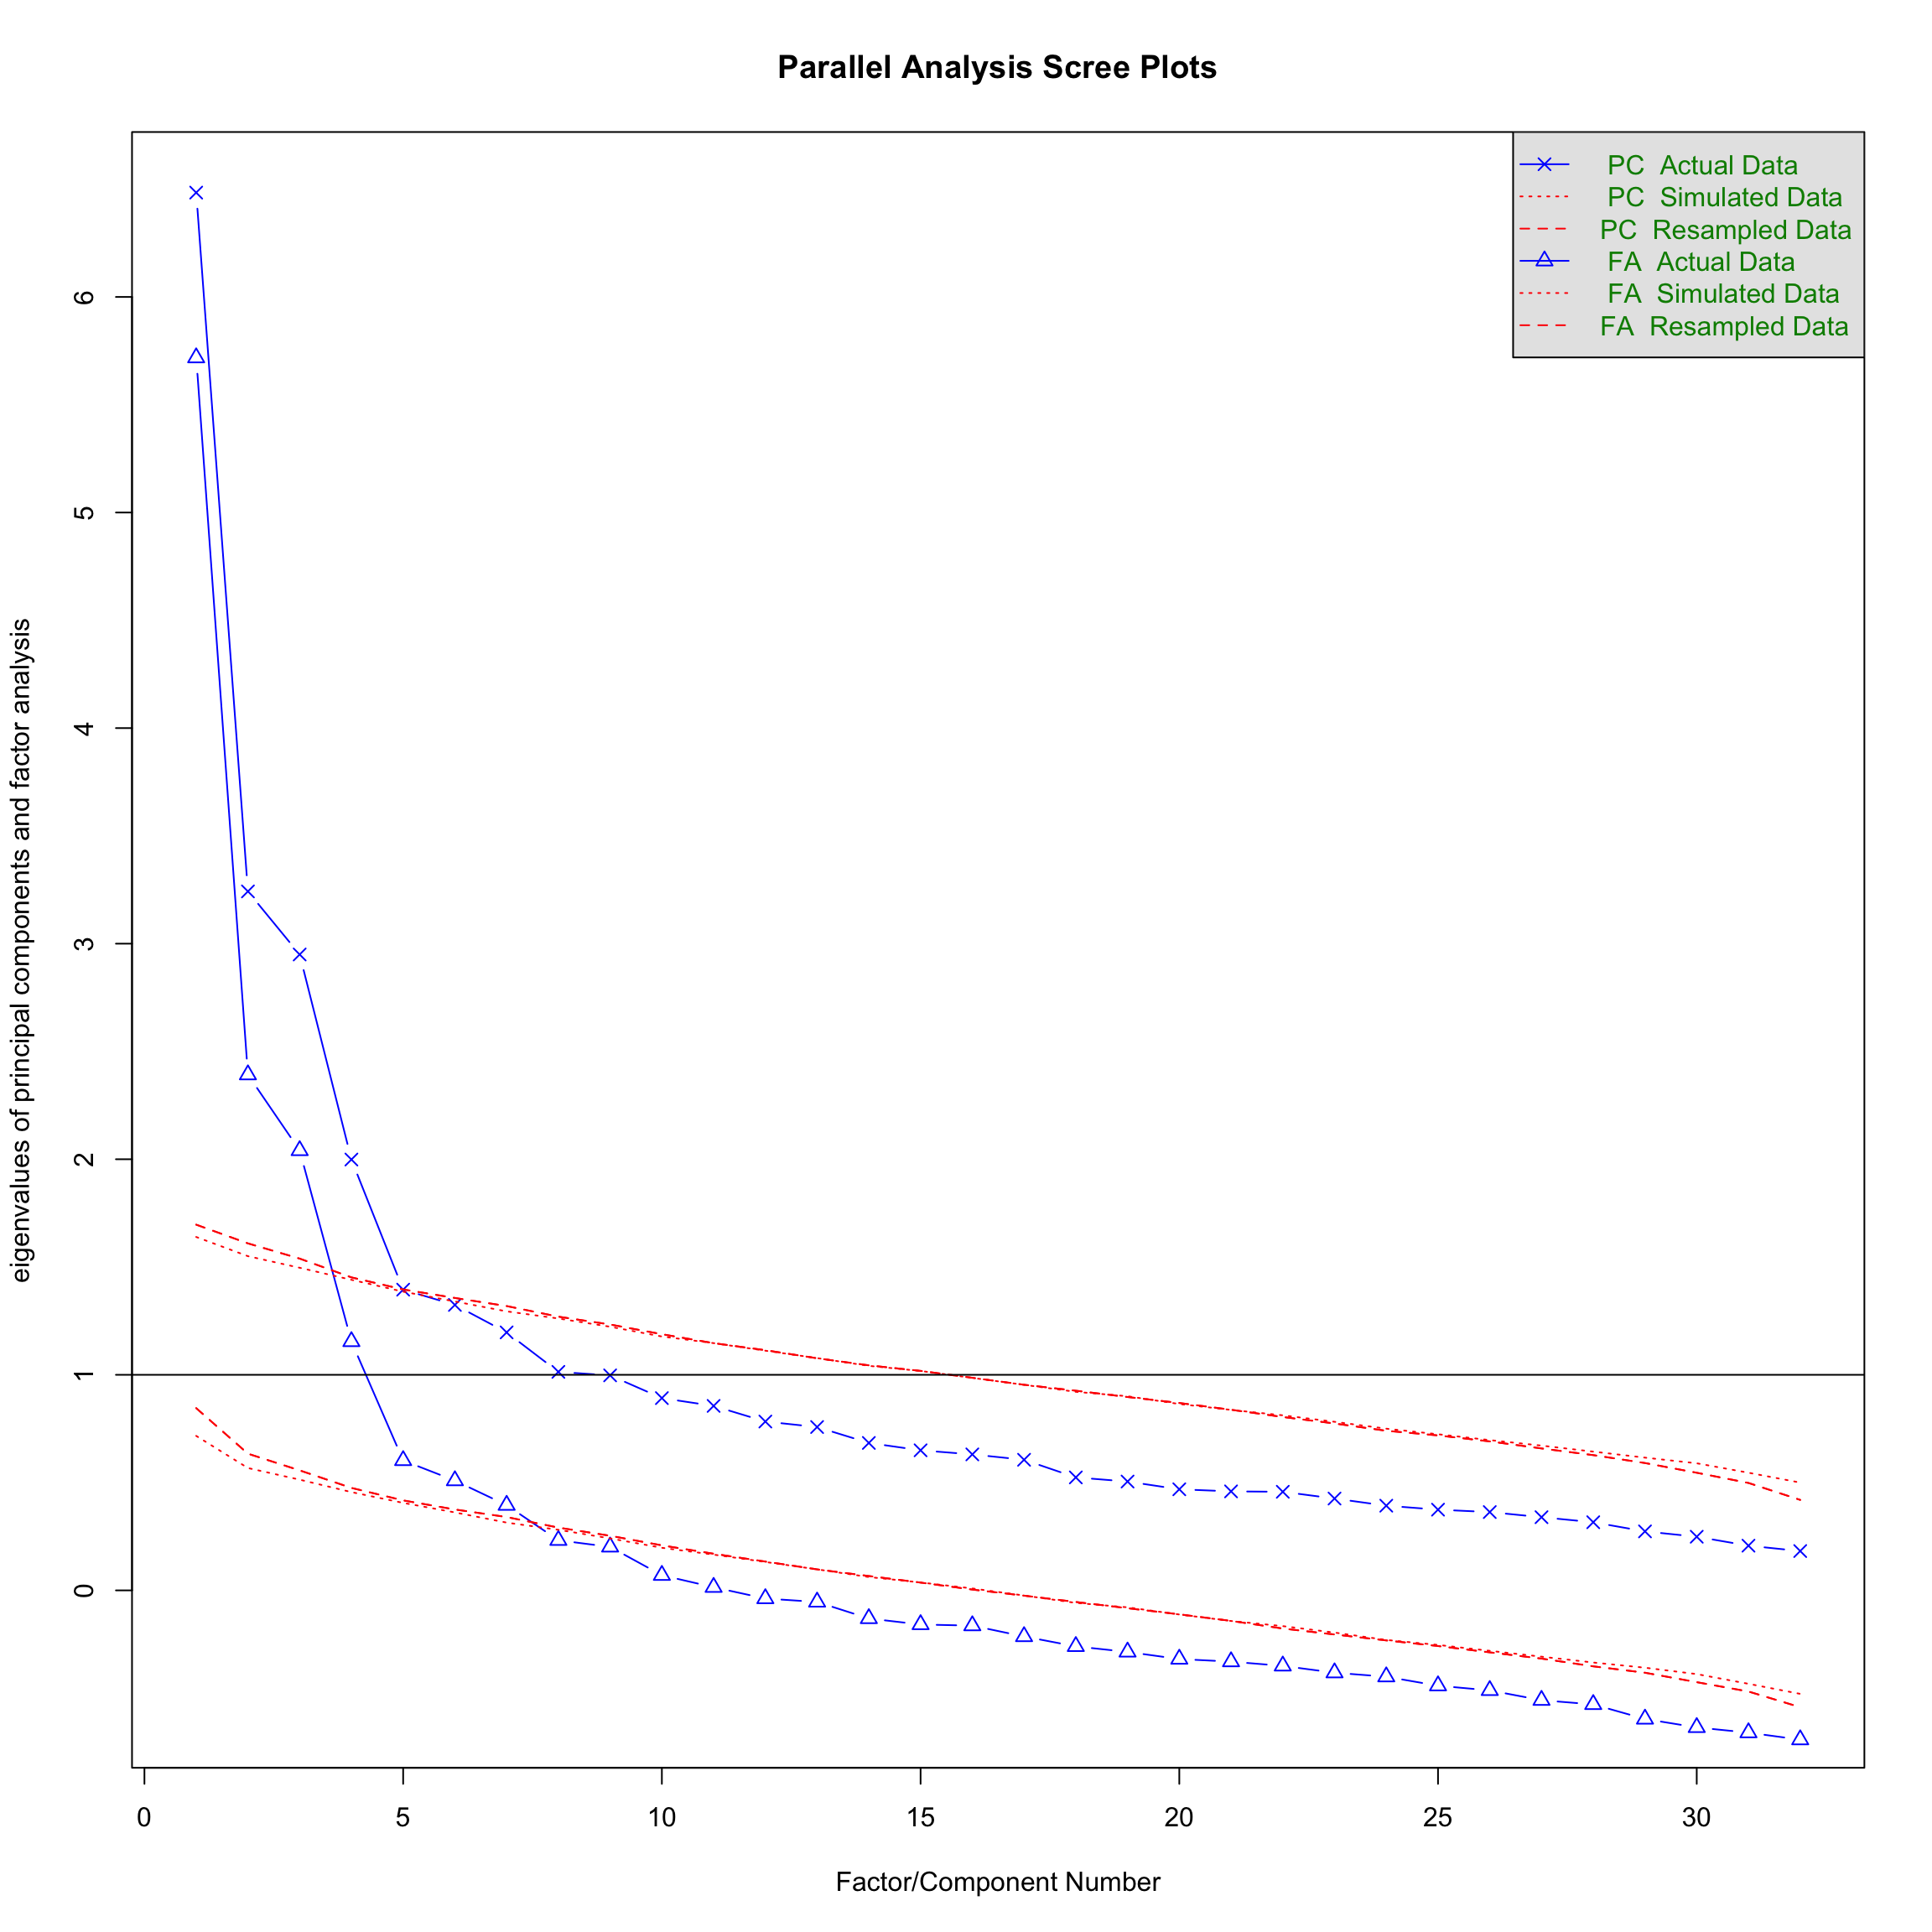 Parallel Analysis Scree Plots
PC Actual Data
PC Simulated Data
PC Resampled Data
FA Actual Data
FA Simulated Data
FA Resampled Data
eigenvalues of principal components and factor analysis
6
5
4
3
2
1
0
0 5 10 15 20 25 30
Factor/Component Number